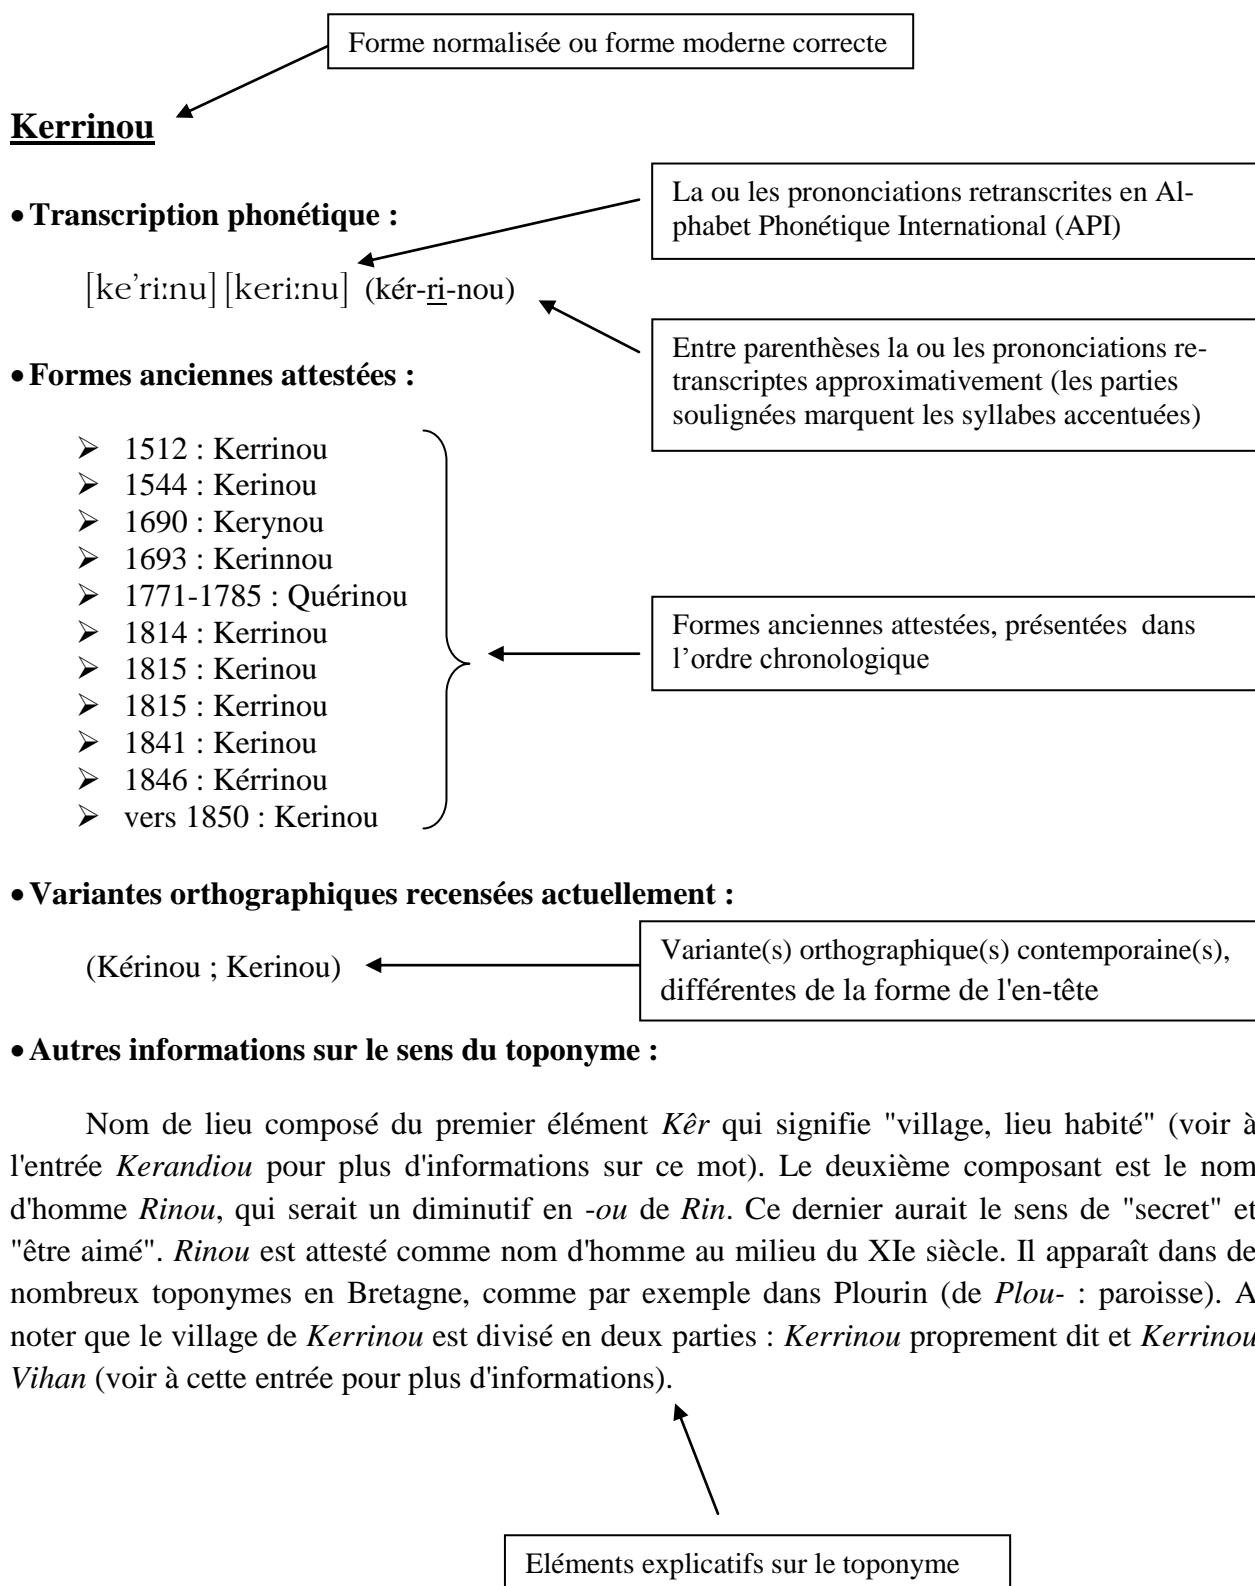 Forme normalisée ou forme moderne correcte
Kerrinou
• Transcription phonétique :
La ou les prononciations retranscrites en Al-
phabet Phonétique International (API)
[ke'riːnu] [keriːnu] (kér-ri-nou)
Entre parenthèses la ou les prononciations re-
transcriptes approximativement (les parties
soulignées marquent les syllabes accentuées)
• Formes anciennes attestées :
➢ 1512 : Kerrinou
➢ 1544 : Kerinou
➢ 1690 : Kerynou
➢ 1693 : Kerinnou
➢ 1771-1785 : Quérinou
➢ 1814 : Kerrinou
➢ 1815 : Kerinou
➢ 1815 : Kerrinou
➢ 1841 : Kerinou
➢ 1846 : Kérrinou
➢ vers 1850 : Kerinou
Formes anciennes attestées, présentées dans
l’ordre chronologique
• Variantes orthographiques recensées actuellement :
(Kérinou ; Kerinou)
Variante(s) orthographique(s) contemporaine(s),
différentes de la forme de l'en-tête
• Autres informations sur le sens du toponyme :
Nom de lieu composé du premier élément Kêr qui signifie "village, lieu habité" (voir à
l'entrée Kerandiou pour plus d'informations sur ce mot). Le deuxième composant est le nom
d'homme Rinou, qui serait un diminutif en -ou de Rin. Ce dernier aurait le sens de "secret" et
"être aimé". Rinou est attesté comme nom d'homme au milieu du XIe siècle. Il apparaît dans de
nombreux toponymes en Bretagne, comme par exemple dans Plourin (de Plou- : paroisse). A
noter que le village de Kerrinou est divisé en deux parties : Kerrinou proprement dit et Kerrinou
Vihan (voir à cette entrée pour plus d'informations).
Eléments explicatifs sur le toponyme